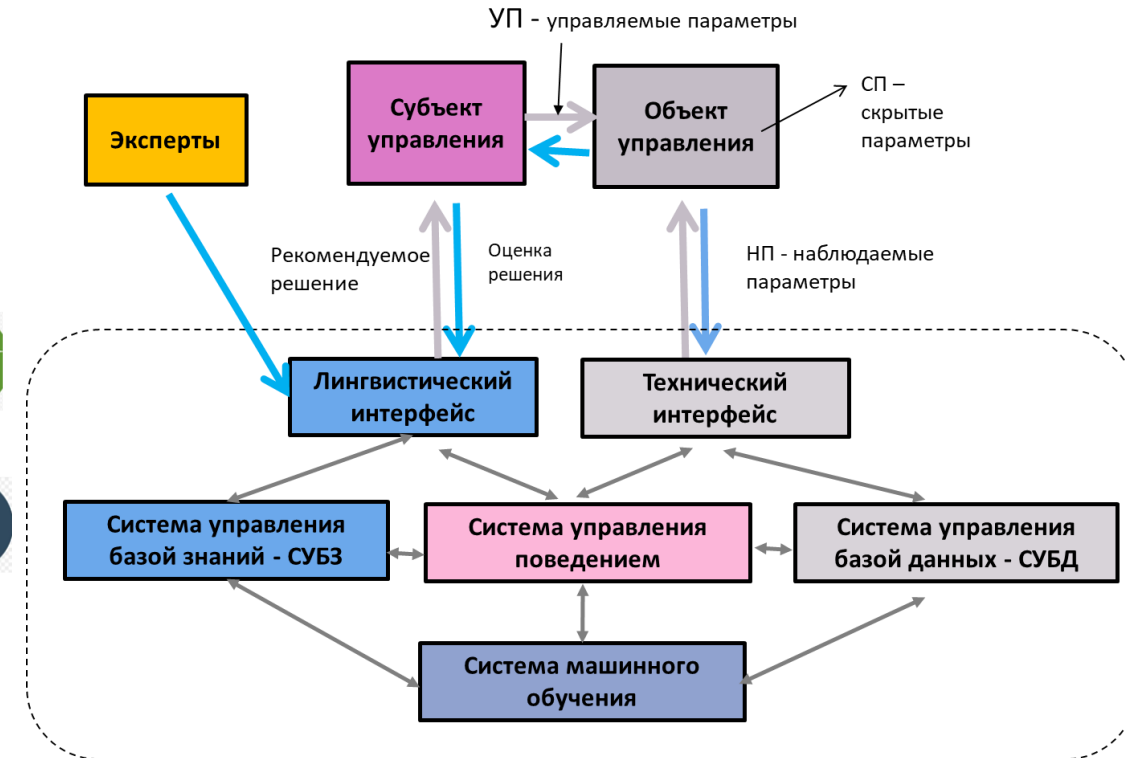 УП - управляемые параметры
Эксперты
Субъект
управления
Объект
управления
СП –
скрытые
параметры
Рекомендуемое
решение
Оценка
решения
НП - наблюдаемые
параметры
Лингвистический
интерфейс
Технический
интерфейс
Система управления
базой знаний - СУБЗ
Система управления
поведением
Система управления
базой данных - СУБД
Система машинного
обучения